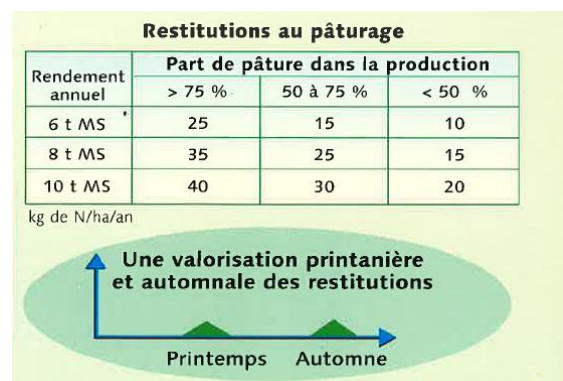 Restitutions au pâturage
Rendement annuel
Part de pâture dans la production
> 75 % 50 à 75 % < 50 %
6 t MS 25 15 10
8 t MS 35 25 15
10 t MS 40 30 20
kg de N/ha/an
Une valorisation printanière
et automnale des restitutions
Printemps Automne